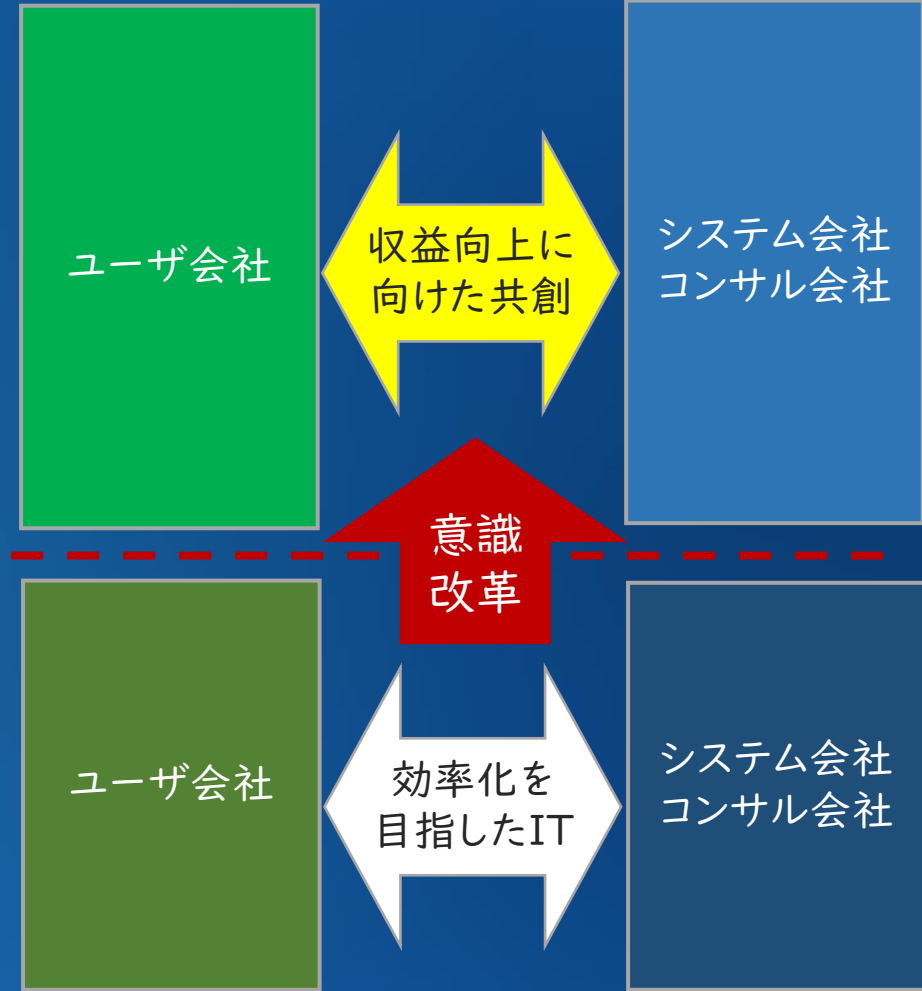 ユーザ会社
収益向上に
向けた共創
システム会社
コンサル会社
意識
改革
ユーザ会社
効率化を
目指したIT
システム会社
コンサル会社